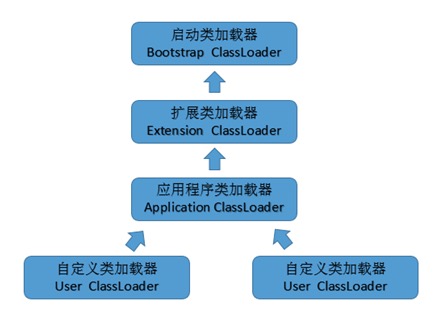 启动类加载器
Bootstrap ClassLoader
扩展类加载器
Extension ClassLoader
应用程序类加载器
Application ClassLoader
自定义类加载器
User ClassLoader
自定义类加载器
User ClassLoader